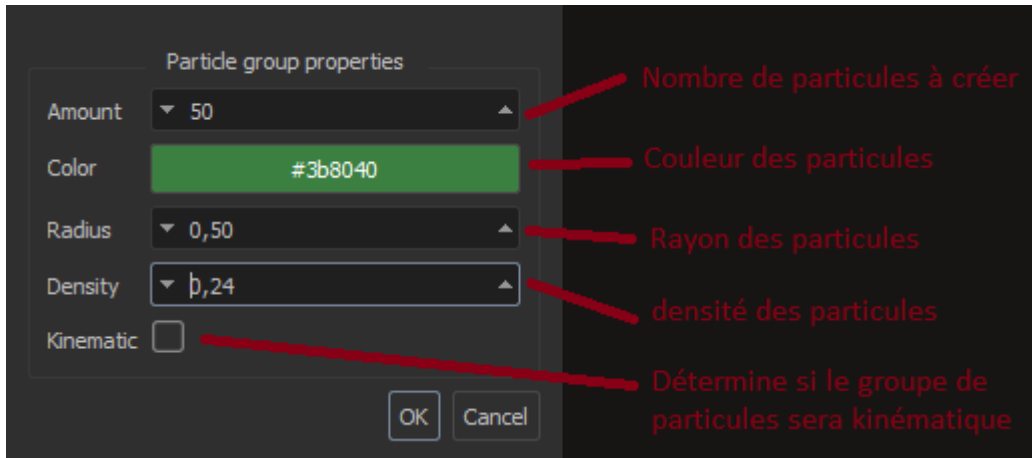 Particle group properties
Amount 50
Nombre de particules à créer
Color #3b8040
Couleur des particules
Radius 0,50
Rayon des particules
Density 0,24
densité des particules
Kinematic
Détermine si le groupe de
particules sera kinématique
OK Cancel